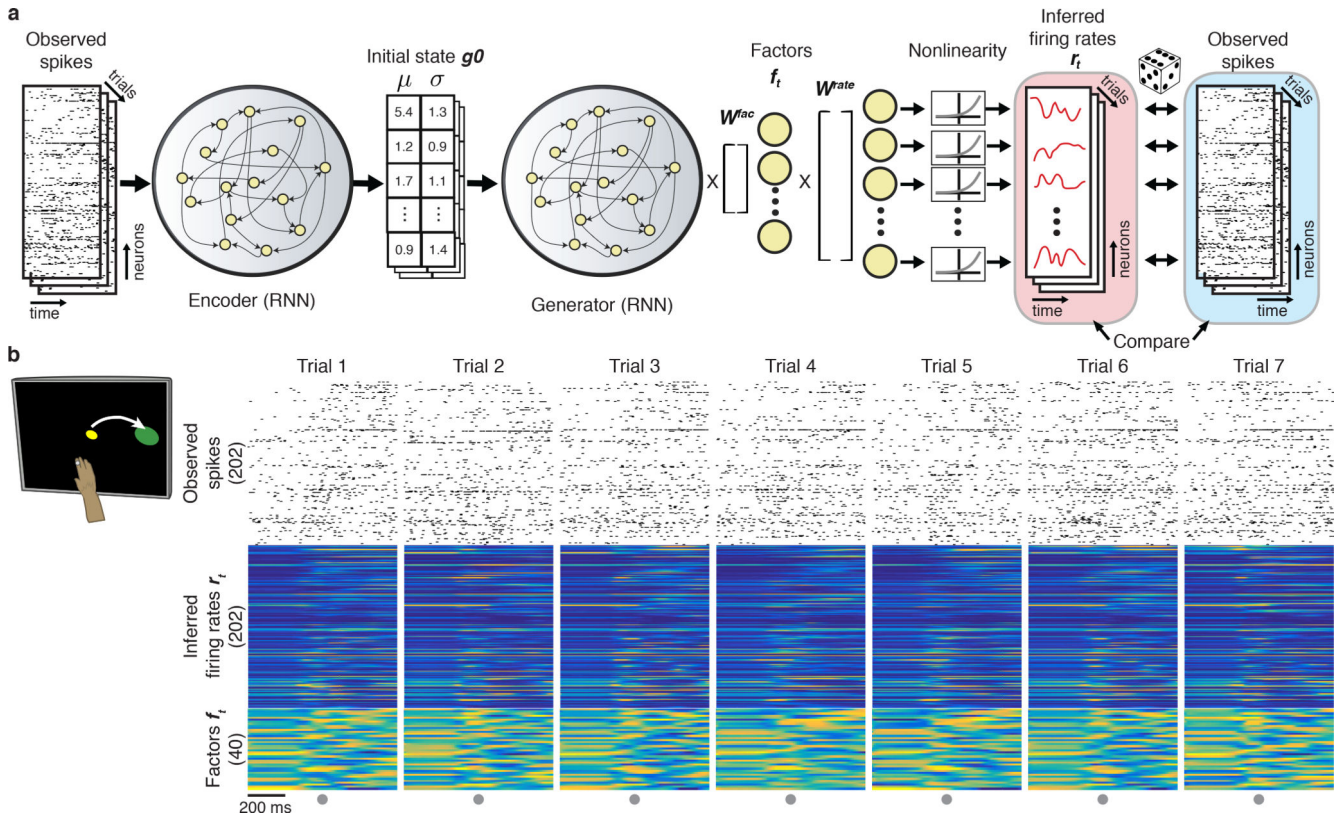 a
Observed
spikes
trials
neurons
time
Encoder (RNN)
Initial state g0
μ σ
5.4 1.3
1.2 0.9
1.7 1.1
⋮ ⋮
0.9 1.4
Generator (RNN)
X
W^fac
Factors
f_t
X
W^rate
Nonlinearity
Inferred
firing rates
r_t
trials
neurons
time
Observed
spikes
trials
neurons
time
Compare
b
Trial 1 Trial 2 Trial 3 Trial 4 Trial 5 Trial 6 Trial 7
Observed
spikes
(202)
Inferred
firing rates r_t
(202)
Factors f_t
(40)
200 ms